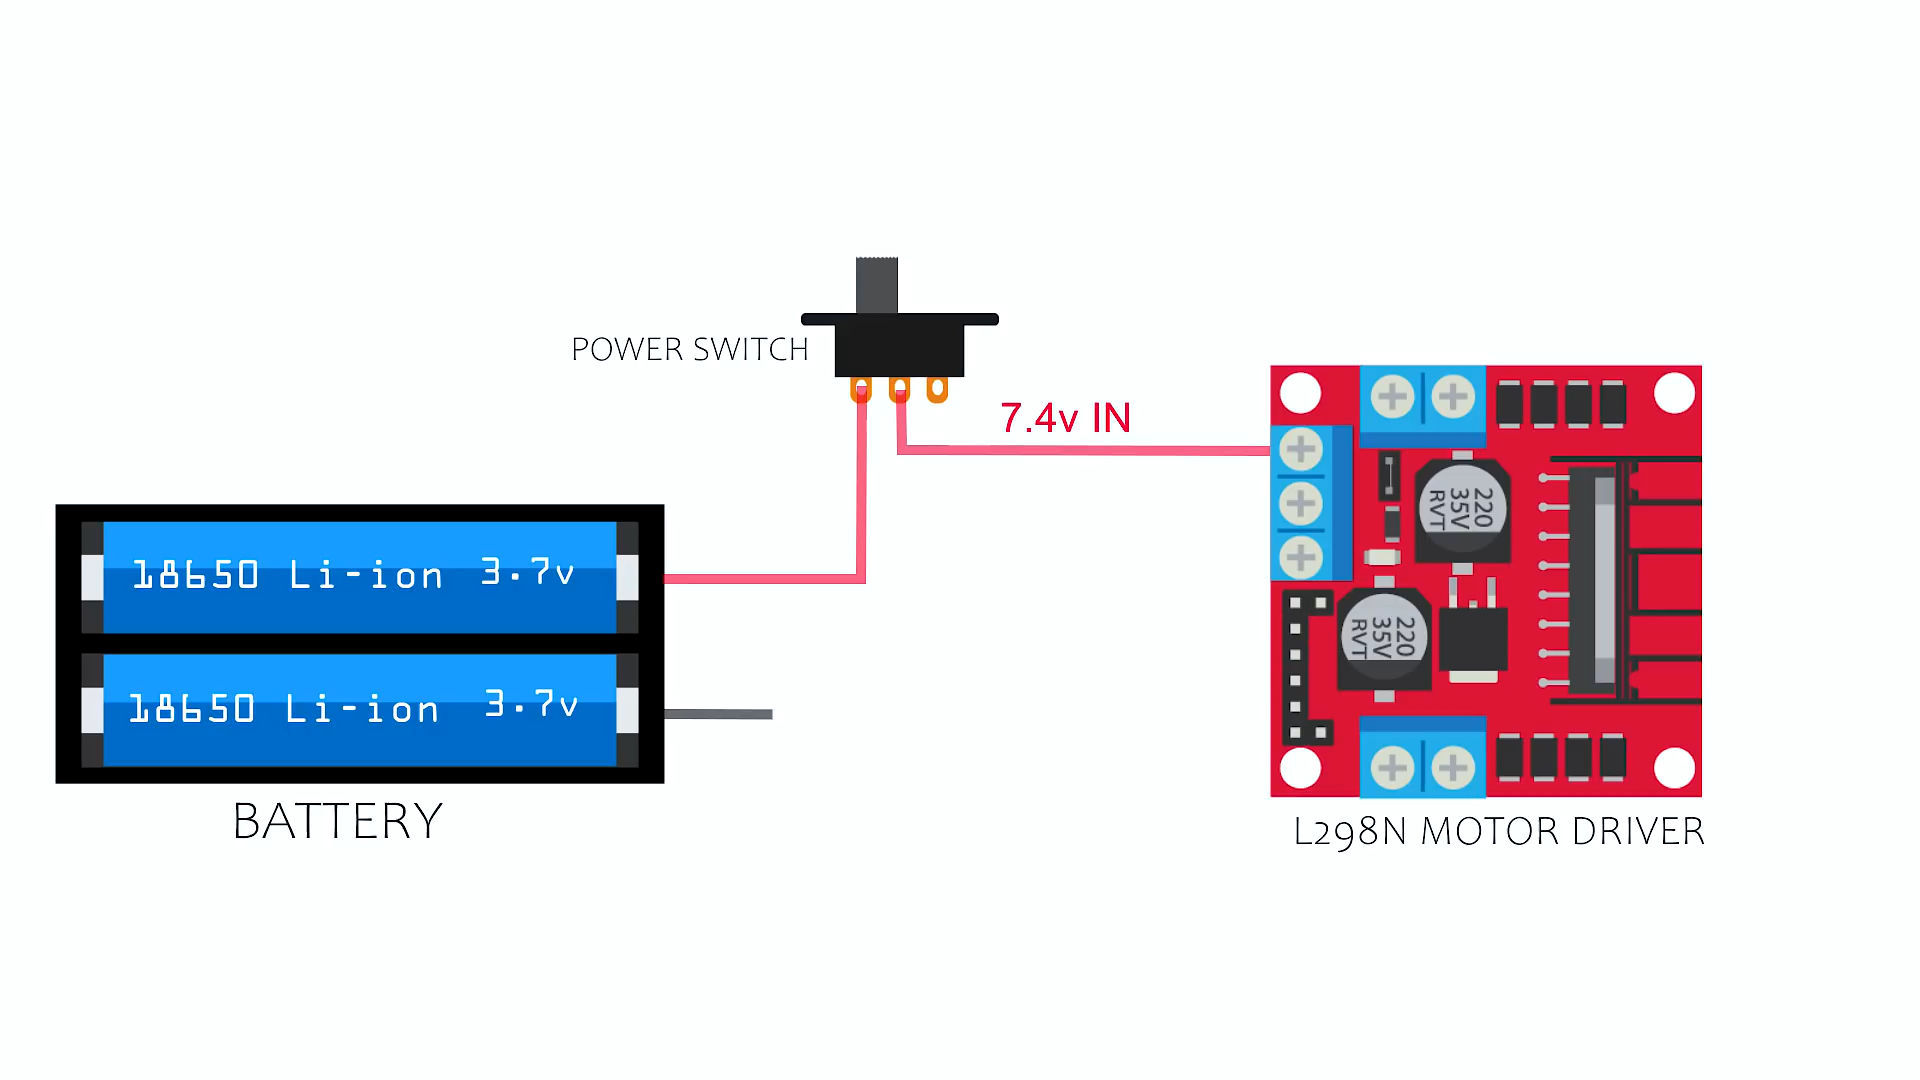 POWER SWITCH
7.4v IN
18650 Li-ion 3.7v
18650 Li-ion 3.7v
BATTERY
220
35V
RVT
220
35V
RVT
L298N MOTOR DRIVER